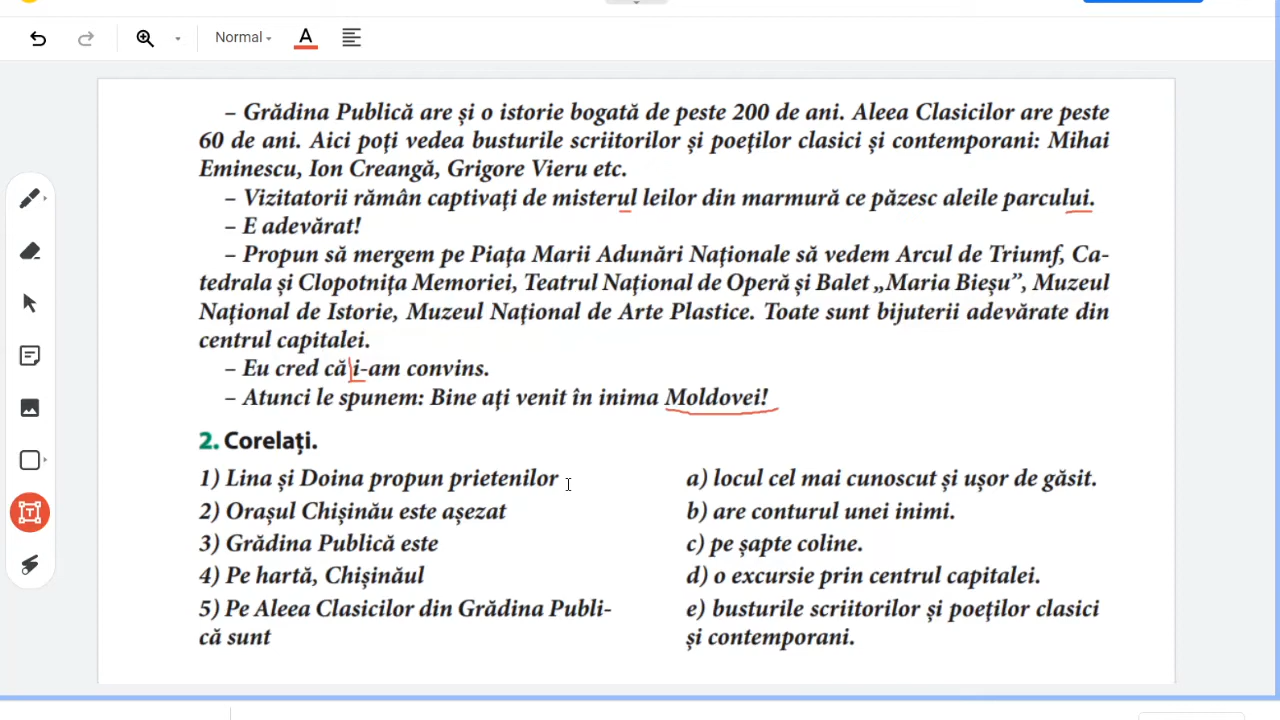 Normal
– Grădina Publică are și o istorie bogată de peste 200 de ani. Aleea Clasicilor are peste
60 de ani. Aici poți vedea busturile scriitorilor și poeților clasici și contemporani: Mihai
Eminescu, Ion Creangă, Grigore Vieru etc.
– Vizitatorii rămân captivați de misterul leilor din marmură ce păzesc aleile parcului.
– E adevărat!
– Propun să mergem pe Piața Marii Adunări Naționale să vedem Arcul de Triumf, Ca-
tedrala și Clopotnița Memoriei, Teatrul Național de Operă și Balet „Maria Bieșu”, Muzeul
Național de Istorie, Muzeul Național de Arte Plastice. Toate sunt bijuterii adevărate din
centrul capitalei.
– Eu cred că i-am convins.
– Atunci le spunem: Bine ați venit în inima Moldovei!
2. Corelați.
1) Lina și Doina propun prietenilor
2) Orașul Chișinău este așezat
3) Grădina Publică este
4) Pe hartă, Chișinăul
5) Pe Aleea Clasicilor din Grădina Publi-
că sunt
a) locul cel mai cunoscut și ușor de găsit.
b) are conturul unei inimi.
c) pe șapte coline.
d) o excursie prin centrul capitalei.
e) busturile scriitorilor și poeților clasici
și contemporani.